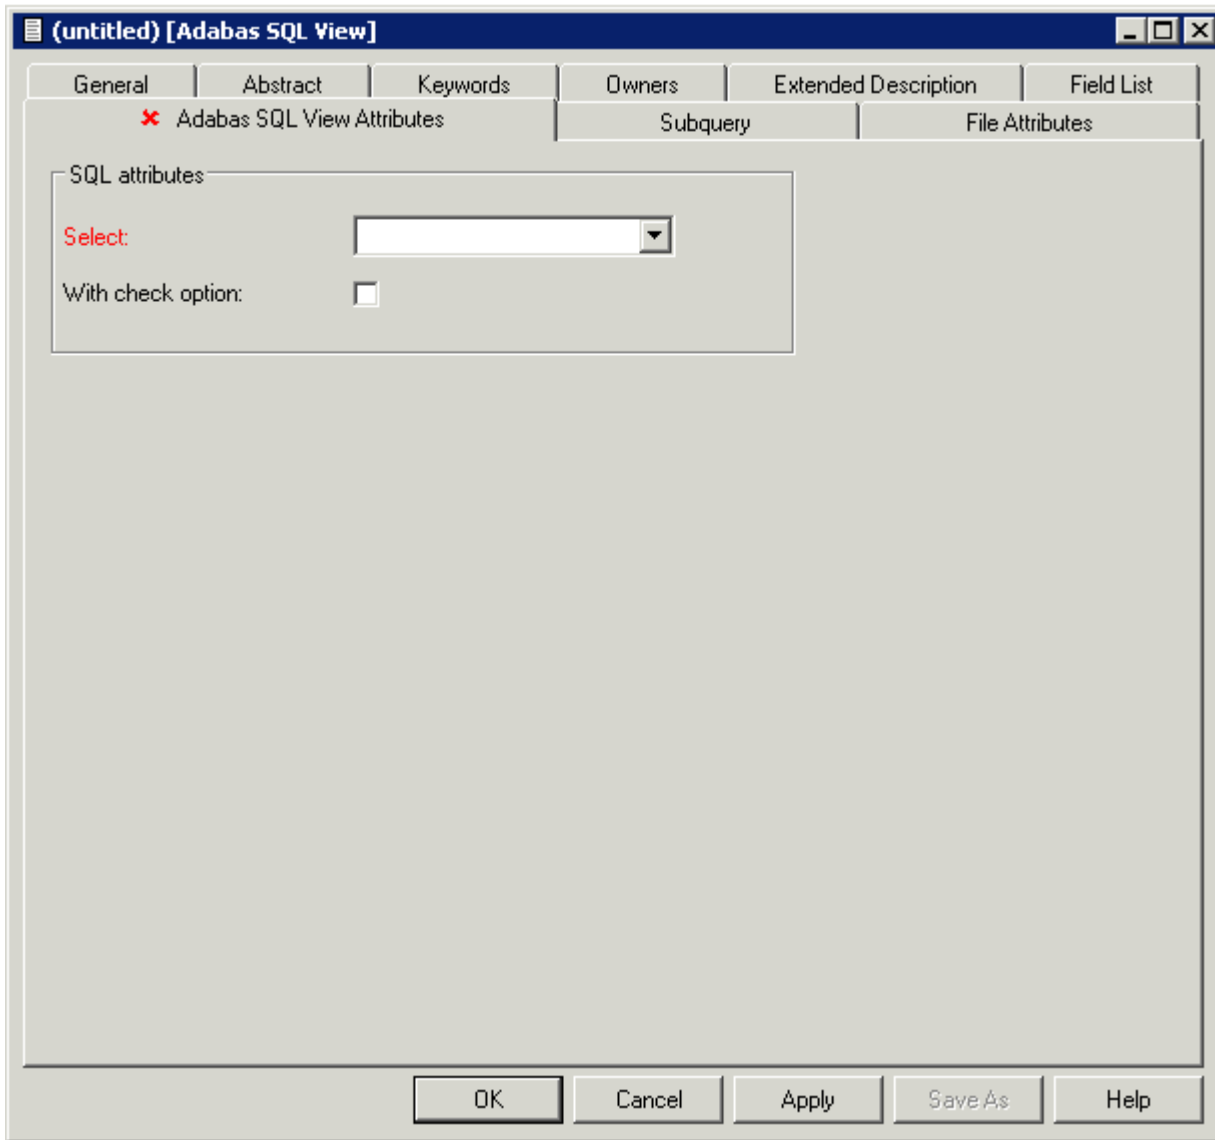 (untitled) [Adabas SQL View]
General Abstract Keywords Owners Extended Description Field List
Adabas SQL View Attributes Subquery File Attributes
SQL attributes
Select:
With check option:
OK Cancel Apply Save As Help